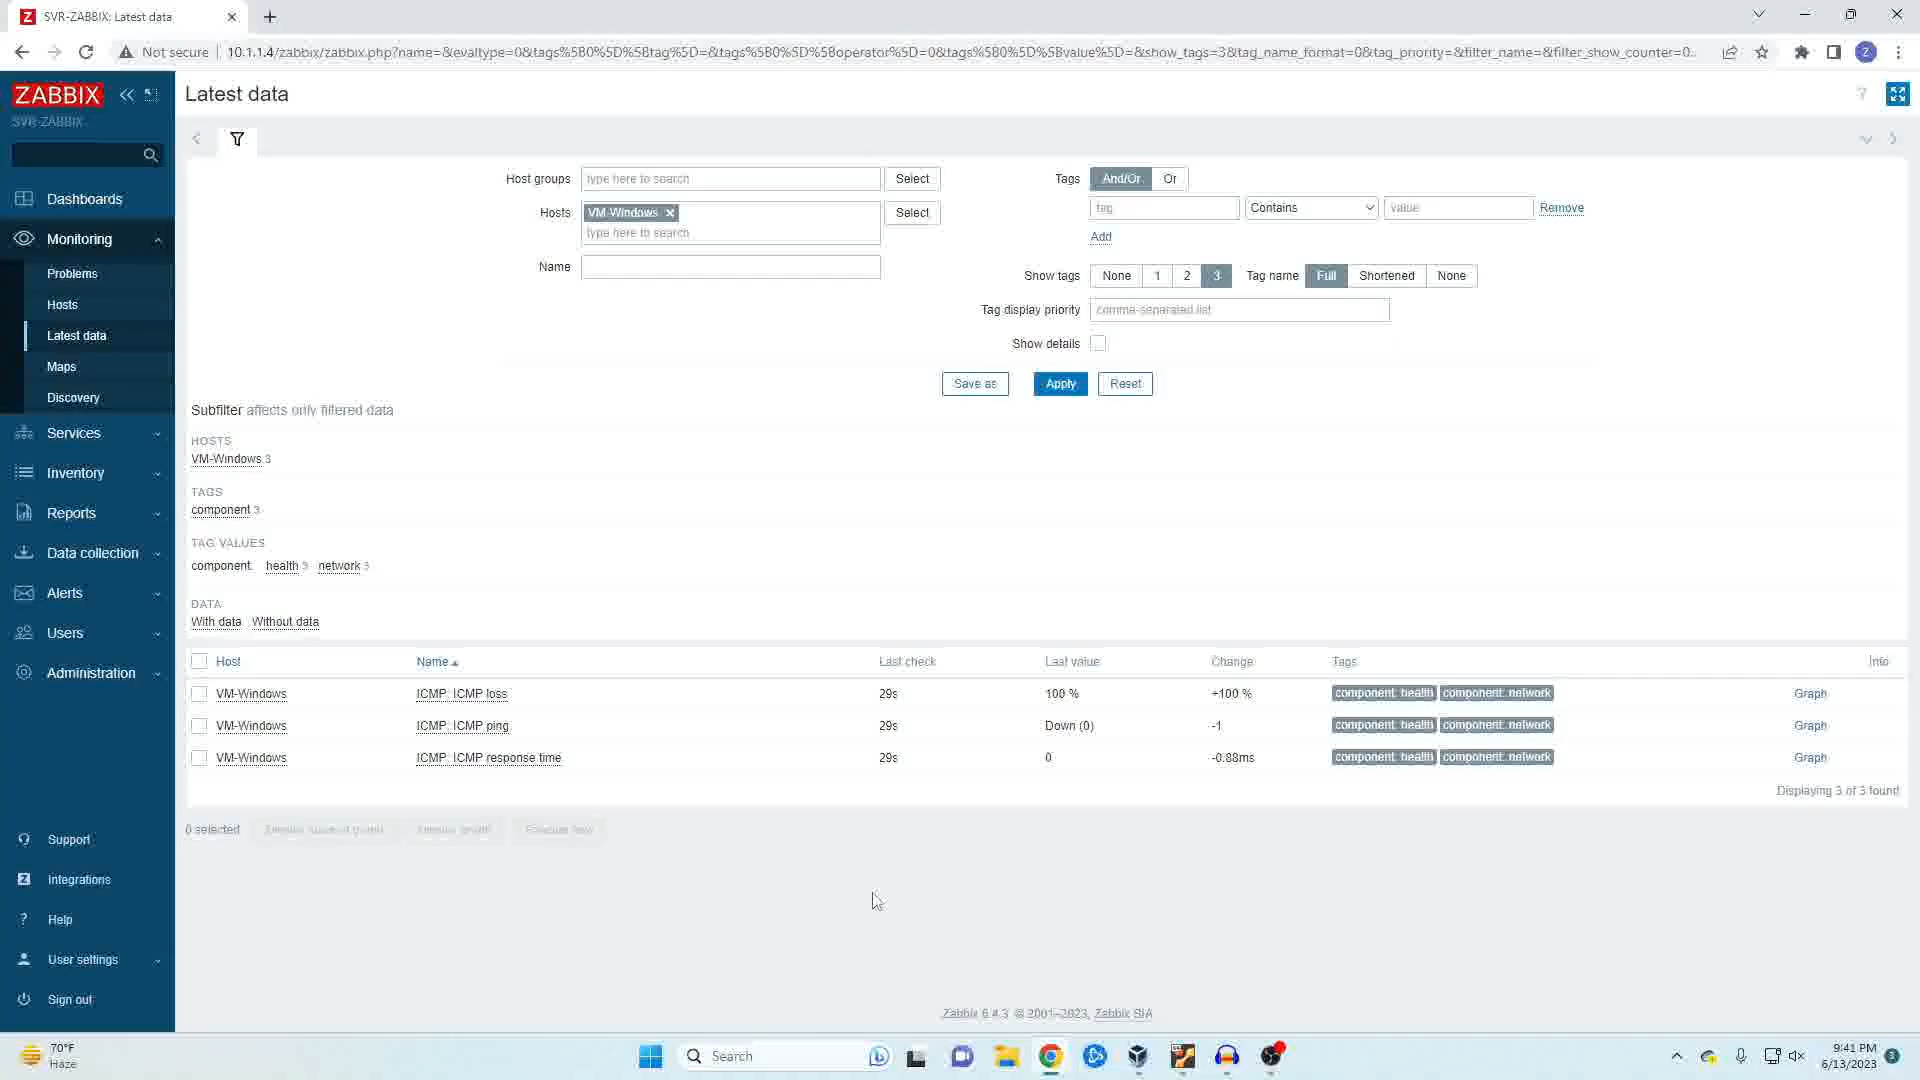 SVR-ZABBIX: Latest data
Not secure 10.1.1.4/zabbix/zabbix.php?name=&evaltype=0&tags%5B0%5D%5Btag%5D=&tags%5B0%5D%5Boperator%5D=0&tags%5B0%5D%5Bvalue%5D=&show_tags=3&tag_name_format=0&tag_priority=&filter_name=&filter_show_counter=0...
Z
ZABBIX
SVR-ZABBIX
Dashboards
Monitoring
Problems
Hosts
Latest data
Maps
Discovery
Services
Inventory
Reports
Data collection
Alerts
Users
Administration
Support
Integrations
Help
User settings
Sign out
Latest data
?
Host groups type here to search Select
Hosts VM-Windows Select
type here to search
Name
Tags And/Or Or
tag Contains value Remove
Add
Show tags None 1 2 3 Tag name Full Shortened None
Tag display priority comma-separated list
Show details
Save as Apply Reset
Subfilter affects only filtered data
HOSTS
VM-Windows 3
TAGS
component 3
TAG VALUES
component: health 3 network 3
DATA
With data Without data
Host Name Last check Last value Change Tags Info
VM-Windows ICMP: ICMP loss 29s 100 % +100 % component: health component: network Graph
VM-Windows ICMP: ICMP ping 29s Down (0) -1 component: health component: network Graph
VM-Windows ICMP: ICMP response time 29s 0 -0.88ms component: health component: network Graph
Displaying 3 of 3 found
0 selected Display stacked graph Display graph Execute now
Zabbix 6.4.3. © 2001–2023, Zabbix SIA
70°F
Haze
Search
9:41 PM
6/13/2023
3